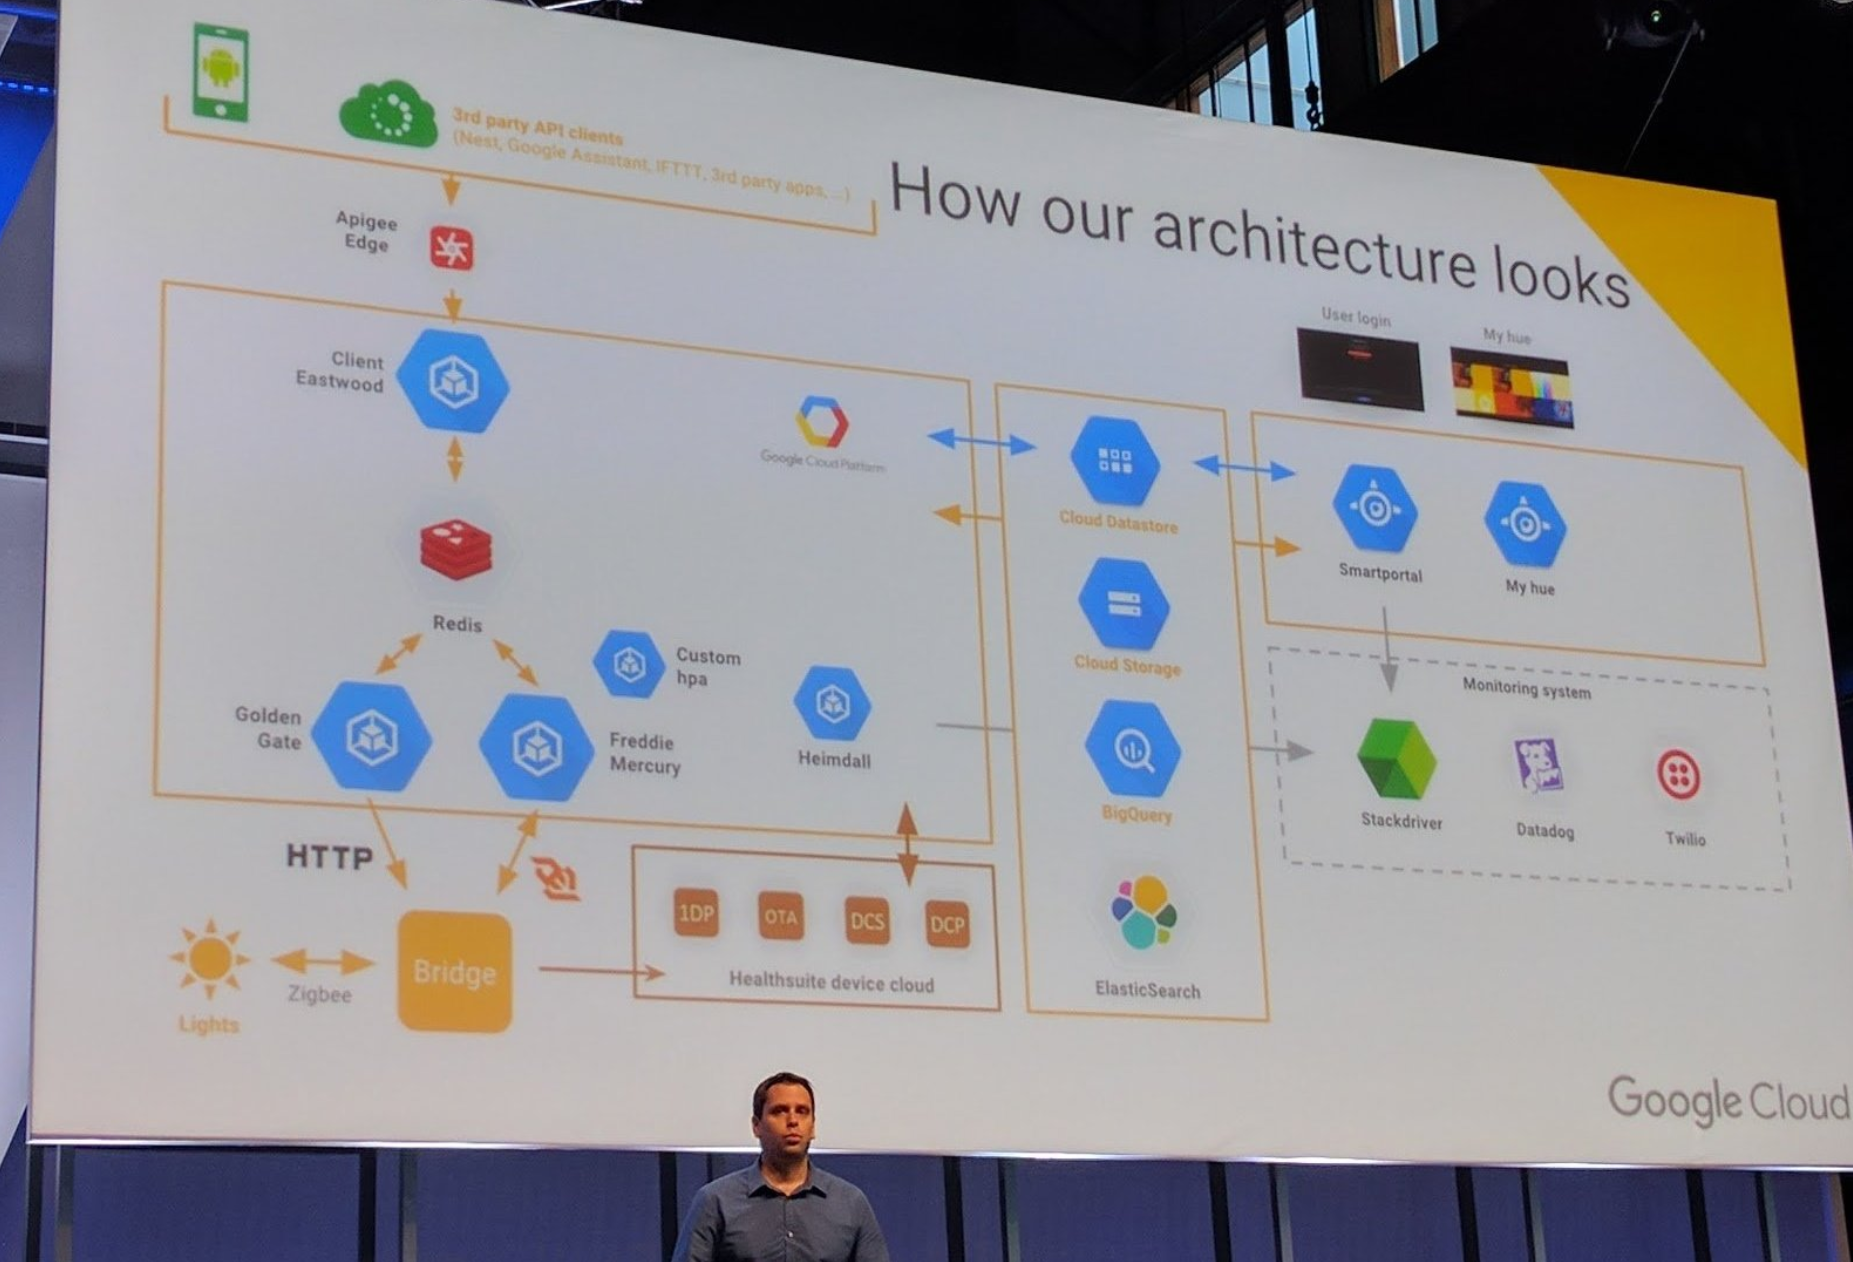 3rd party API clients
(Nest, Google Assistant, IFTTT, 3rd party apps, ...)
How our architecture looks
Apigee
Edge
User login
My hue
Client
Eastwood
Google Cloud Platform
Cloud Datastore
Smartportal
My hue
Redis
Custom
hpa
Cloud Storage
Monitoring system
Golden
Gate
Freddie
Mercury
Heimdall
BigQuery
Stackdriver
Datadog
Twilio
HTTP
1DP
OTA
DCS
DCP
Healthsuite device cloud
ElasticSearch
Bridge
Zigbee
Lights
Google Cloud